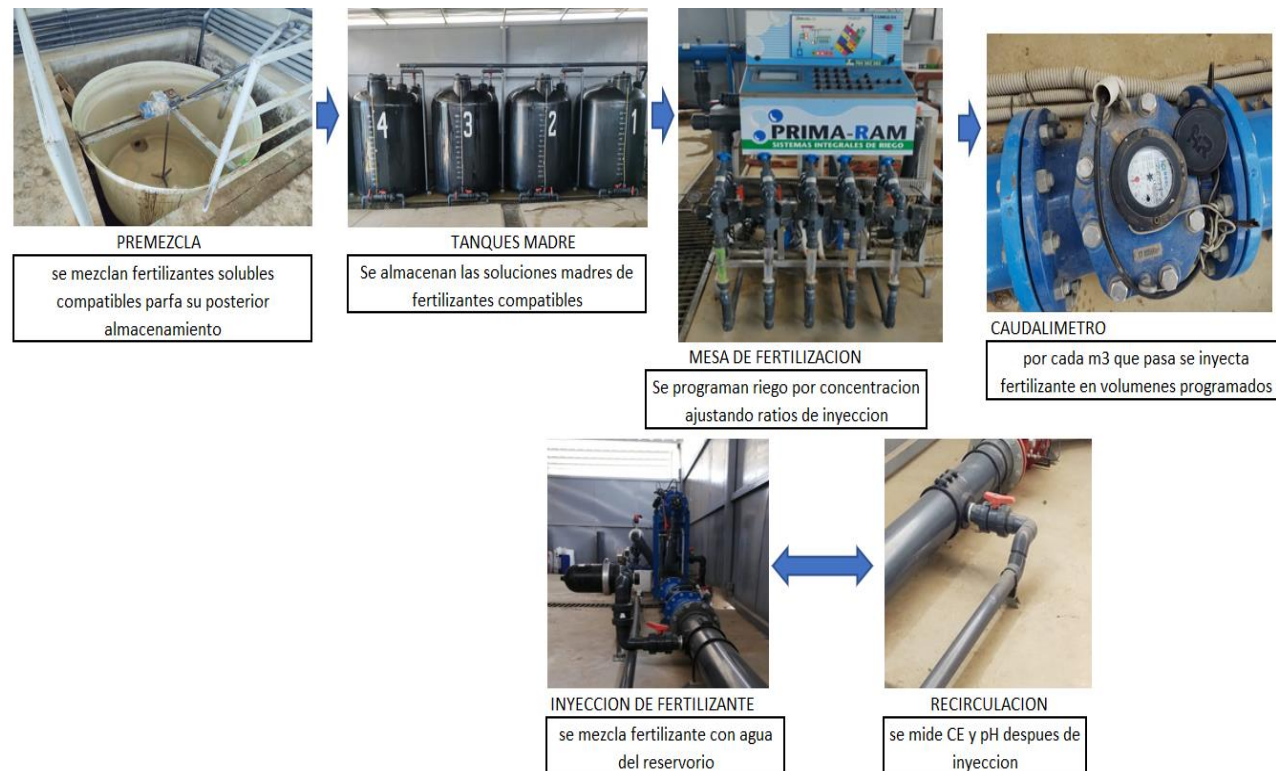 PREMEZCLA
se mezclan fertilizantes solubles
compatibles parfa su posterior
almacenamiento
4
3
2
1
TANQUES MADRE
Se almacenan las soluciones madres de
fertilizantes compatibles
PRIMA-RAM
SISTEMAS INTEGRALES DE RIEGO
MESA DE FERTILIZACION
Se programan riego por concentracion
ajustando ratios de inyeccion
CAUDALIMETRO
por cada m3 que pasa se inyecta
fertilizante en volumenes programados
INYECCION DE FERTILIZANTE
se mezcla fertilizante con agua
del reservorio
RECIRCULACION
se mide CE y pH despues de
inyeccion